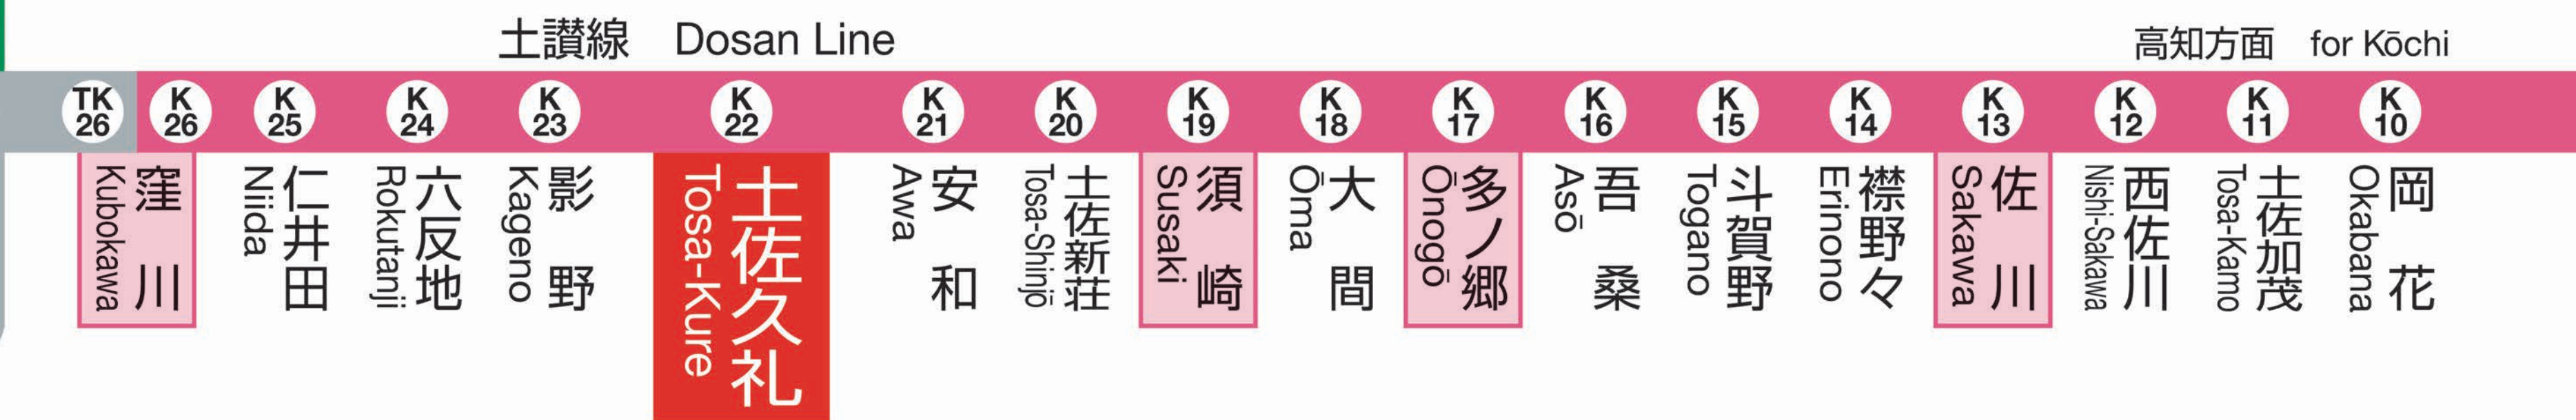 土讃線 Dosan Line
高知方面 for Kōchi
TK
26
K
26
窪川
Kubokawa
K
25
仁井田
Niida
K
24
六反地
Rokutanji
K
23
影野
Kageno
K
22
土佐久礼
Tosa-Kure
K
21
安和
Awa
K
20
土佐新荘
Tosa-Shinjō
K
19
須崎
Susaki
K
18
大間
Ōma
K
17
多ノ郷
Ōnogō
K
16
吾桑
Asō
K
15
斗賀野
Togano
K
14
襟野々
Erinono
K
13
佐川
Sakawa
K
12
西佐川
Nishi-Sakawa
K
11
土佐加茂
Tosa-Kamo
K
10
岡花
Okabana